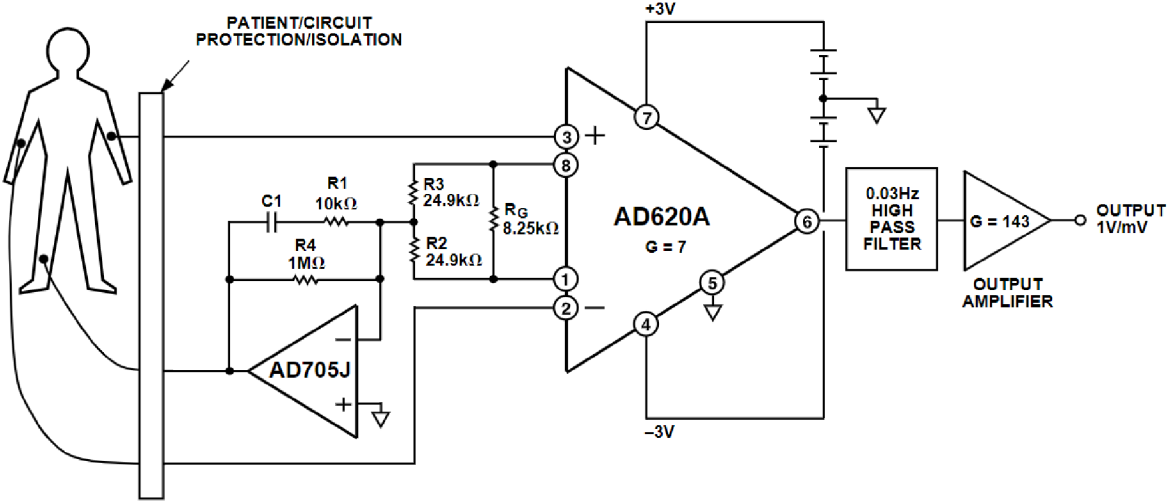 PATIENT/CIRCUIT
PROTECTION/ISOLATION
+3V
3
+
7
8
R3
24.9kΩ
R1
10kΩ
C1
RG
8.25kΩ
AD620A
G = 7
6
0.03Hz
HIGH
PASS
FILTER
G = 143
OUTPUT
1V/mV
R4
1MΩ
R2
24.9kΩ
1
5
OUTPUT
AMPLIFIER
2
−
4
−
AD705J
+
–3V